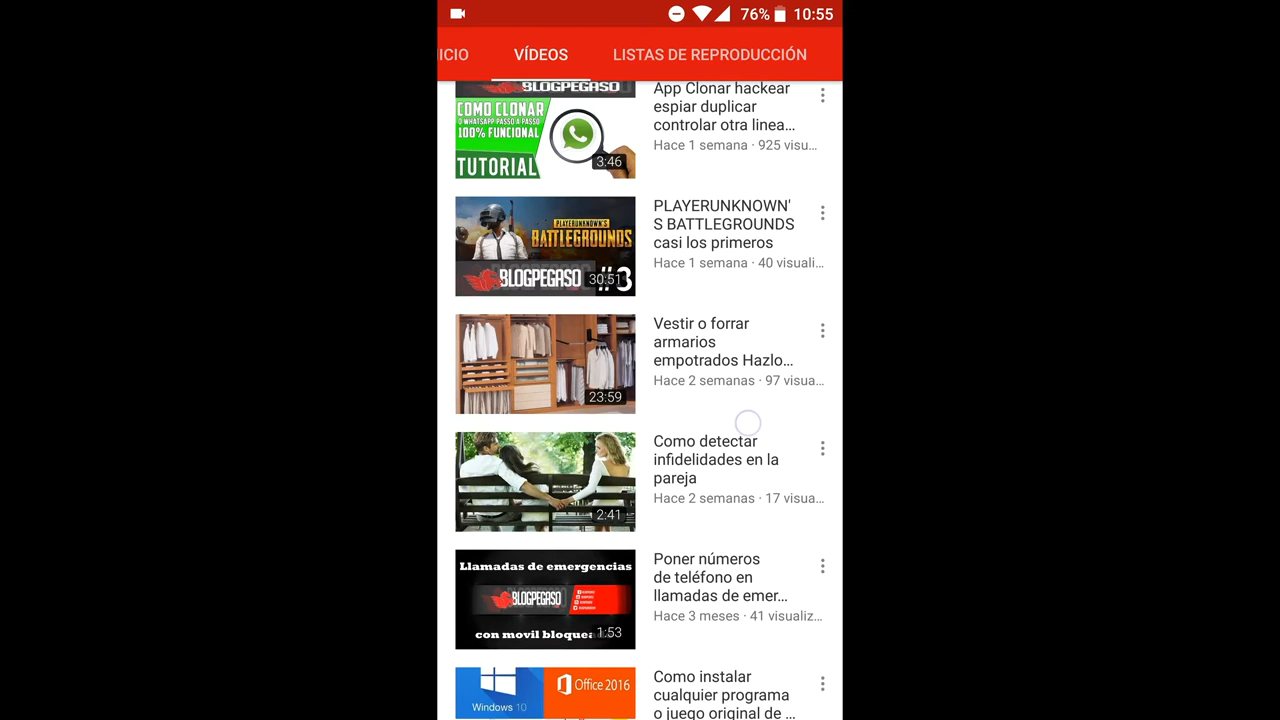 76% 10:55
ICIO VÍDEOS LISTAS DE REPRODUCCIÓN
BLOGPEGASO
COMO CLONAR
O WHATSAPP PASO A PASO
100% FUNCIONAL
TUTORIAL
3:46
App Clonar hackear
espiar duplicar
controlar otra linea...
Hace 1 semana · 925 visu...
PLAYERUNKNOWN'S
BATTLEGROUNDS
BLOGPEGASO
#3
30:51
PLAYERUNKNOWN'
S BATTLEGROUNDS
casi los primeros
Hace 1 semana · 40 visuali...
23:59
Vestir o forrar
armarios
empotrados Hazlo...
Hace 2 semanas · 97 visua...
2:41
Como detectar
infidelidades en la
pareja
Hace 2 semanas · 17 visua...
Llamadas de emergencias
BLOGPEGASO
con movil bloquea
1:53
Poner números
de teléfono en
llamadas de emer...
Hace 3 meses · 41 visualiz...
Windows 10
Office 2016
Como instalar
cualquier programa
o juego original de ...